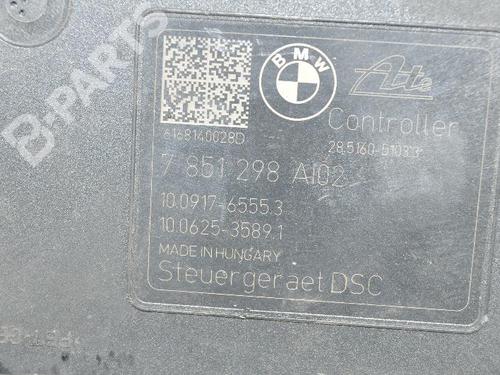 B-PARTS
BMW
Ate
Controller
28.5160-5103.3
6168140028D
7 851 298 AI02
10.0917-6555.3
10.0625-3589.1
MADE IN HUNGARY
Steuergeraet DSC